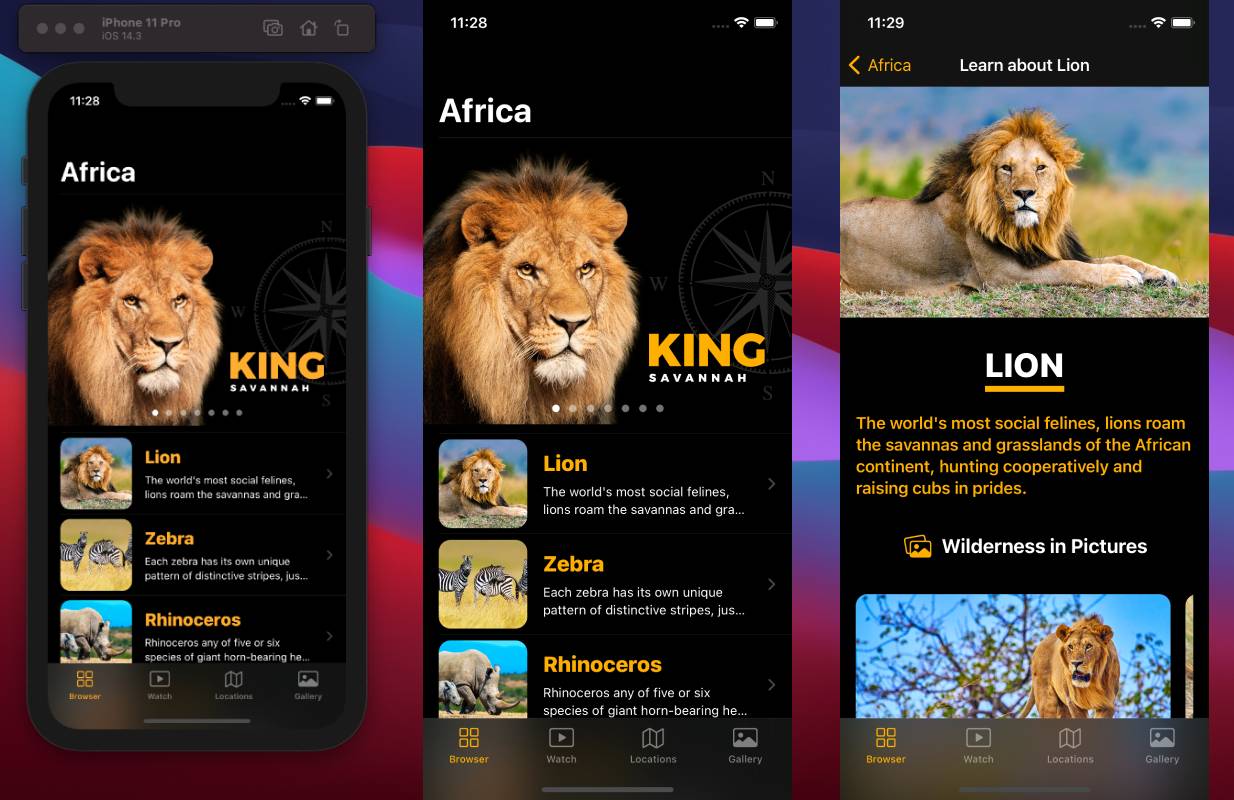 iPhone 11 Pro
iOS 14.3
11:28
Africa
N
W
S
KING
SAVANNAH
Lion
The world's most social felines,
lions roam the savannas and gra...
Zebra
Each zebra has its own unique
pattern of distinctive stripes, jus...
Rhinoceros
Rhinoceros any of five or six
species of giant horn-bearing he...
Browser
Watch
Locations
Gallery
11:28
Africa
N
W
S
KING
SAVANNAH
Lion
The world's most social felines,
lions roam the savannas and gra...
Zebra
Each zebra has its own unique
pattern of distinctive stripes, jus...
Rhinoceros
Rhinoceros any of five or six
species of giant horn-bearing he...
Browser
Watch
Locations
Gallery
11:29
Africa
Learn about Lion
LION
The world's most social felines, lions roam
the savannas and grasslands of the African
continent, hunting cooperatively and
raising cubs in prides.
Wilderness in Pictures
Browser
Watch
Locations
Gallery